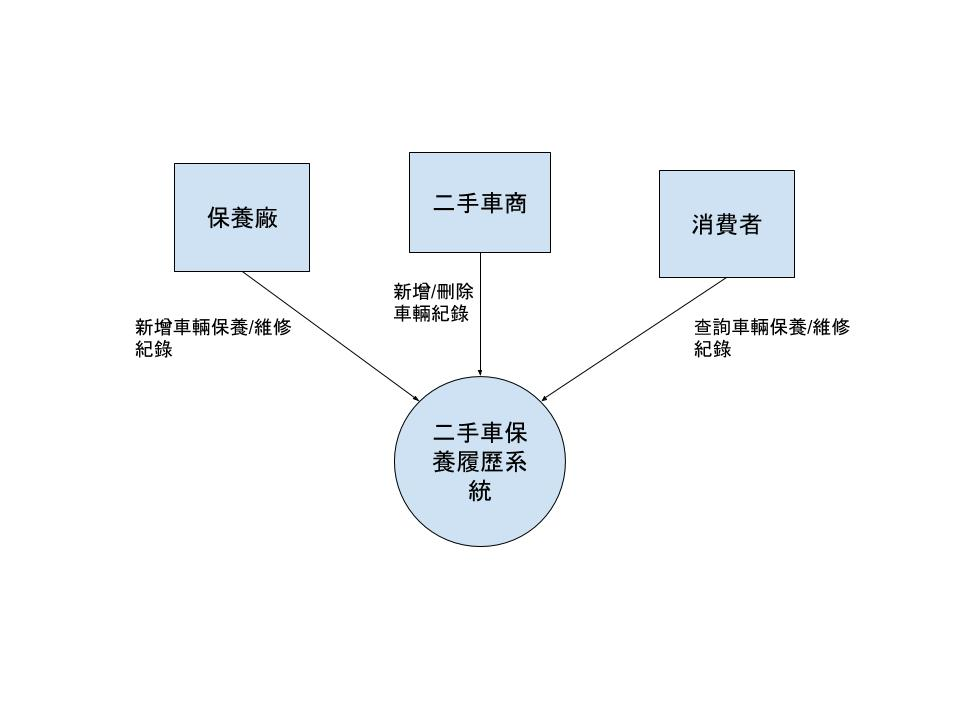 保養廠
二手車商
消費者
新增/刪除
車輛紀錄
新增車輛保養/維修
紀錄
查詢車輛保養/維修
紀錄
二手車保
養履歷系
統